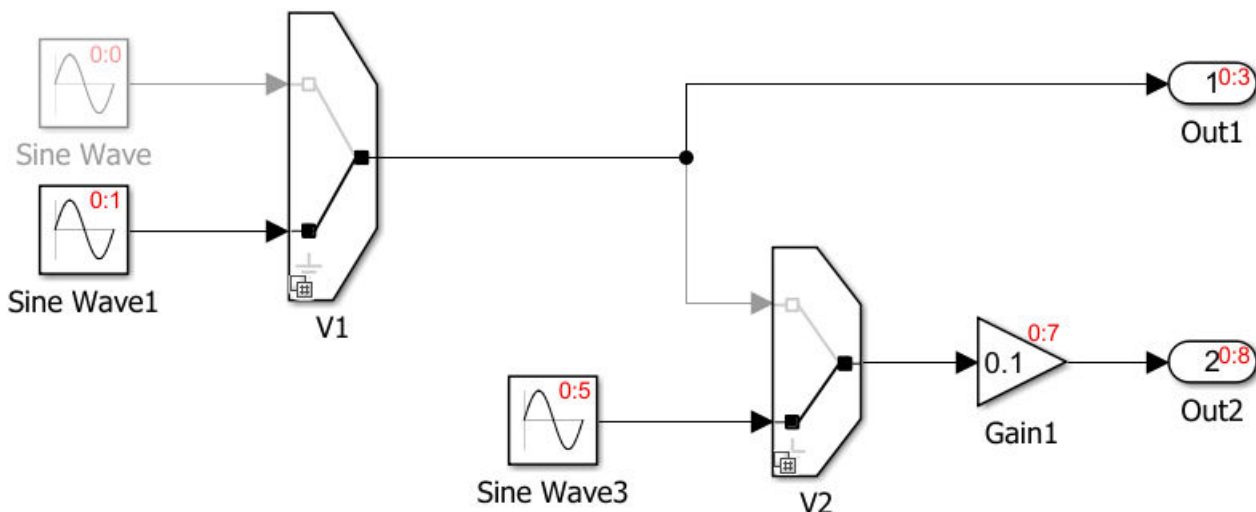 0:0
Sine Wave
0:1
Sine Wave1
V1
1 0:3
Out1
0:5
Sine Wave3
V2
0.1
0:7
Gain1
2 0:8
Out2